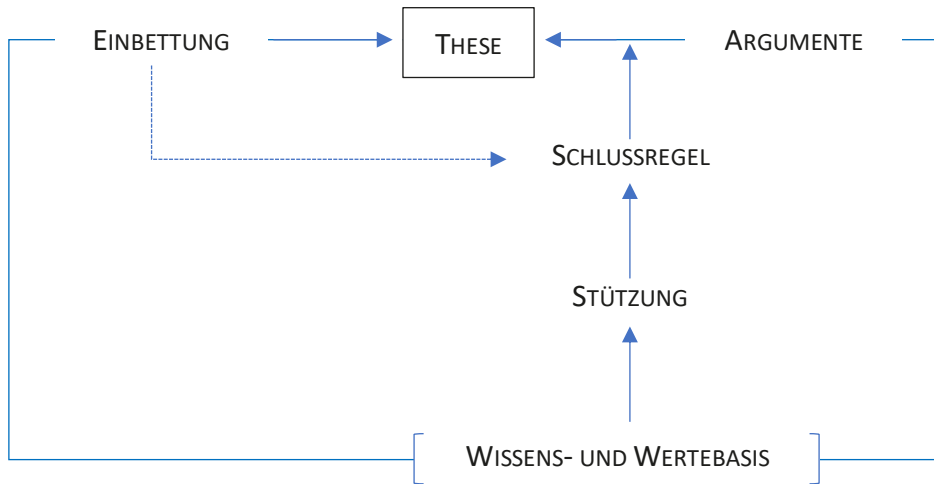 EINBETTUNG
THESE
ARGUMENTE
SCHLUSSREGEL
STÜTZUNG
WISSENS- UND WERTEBASIS